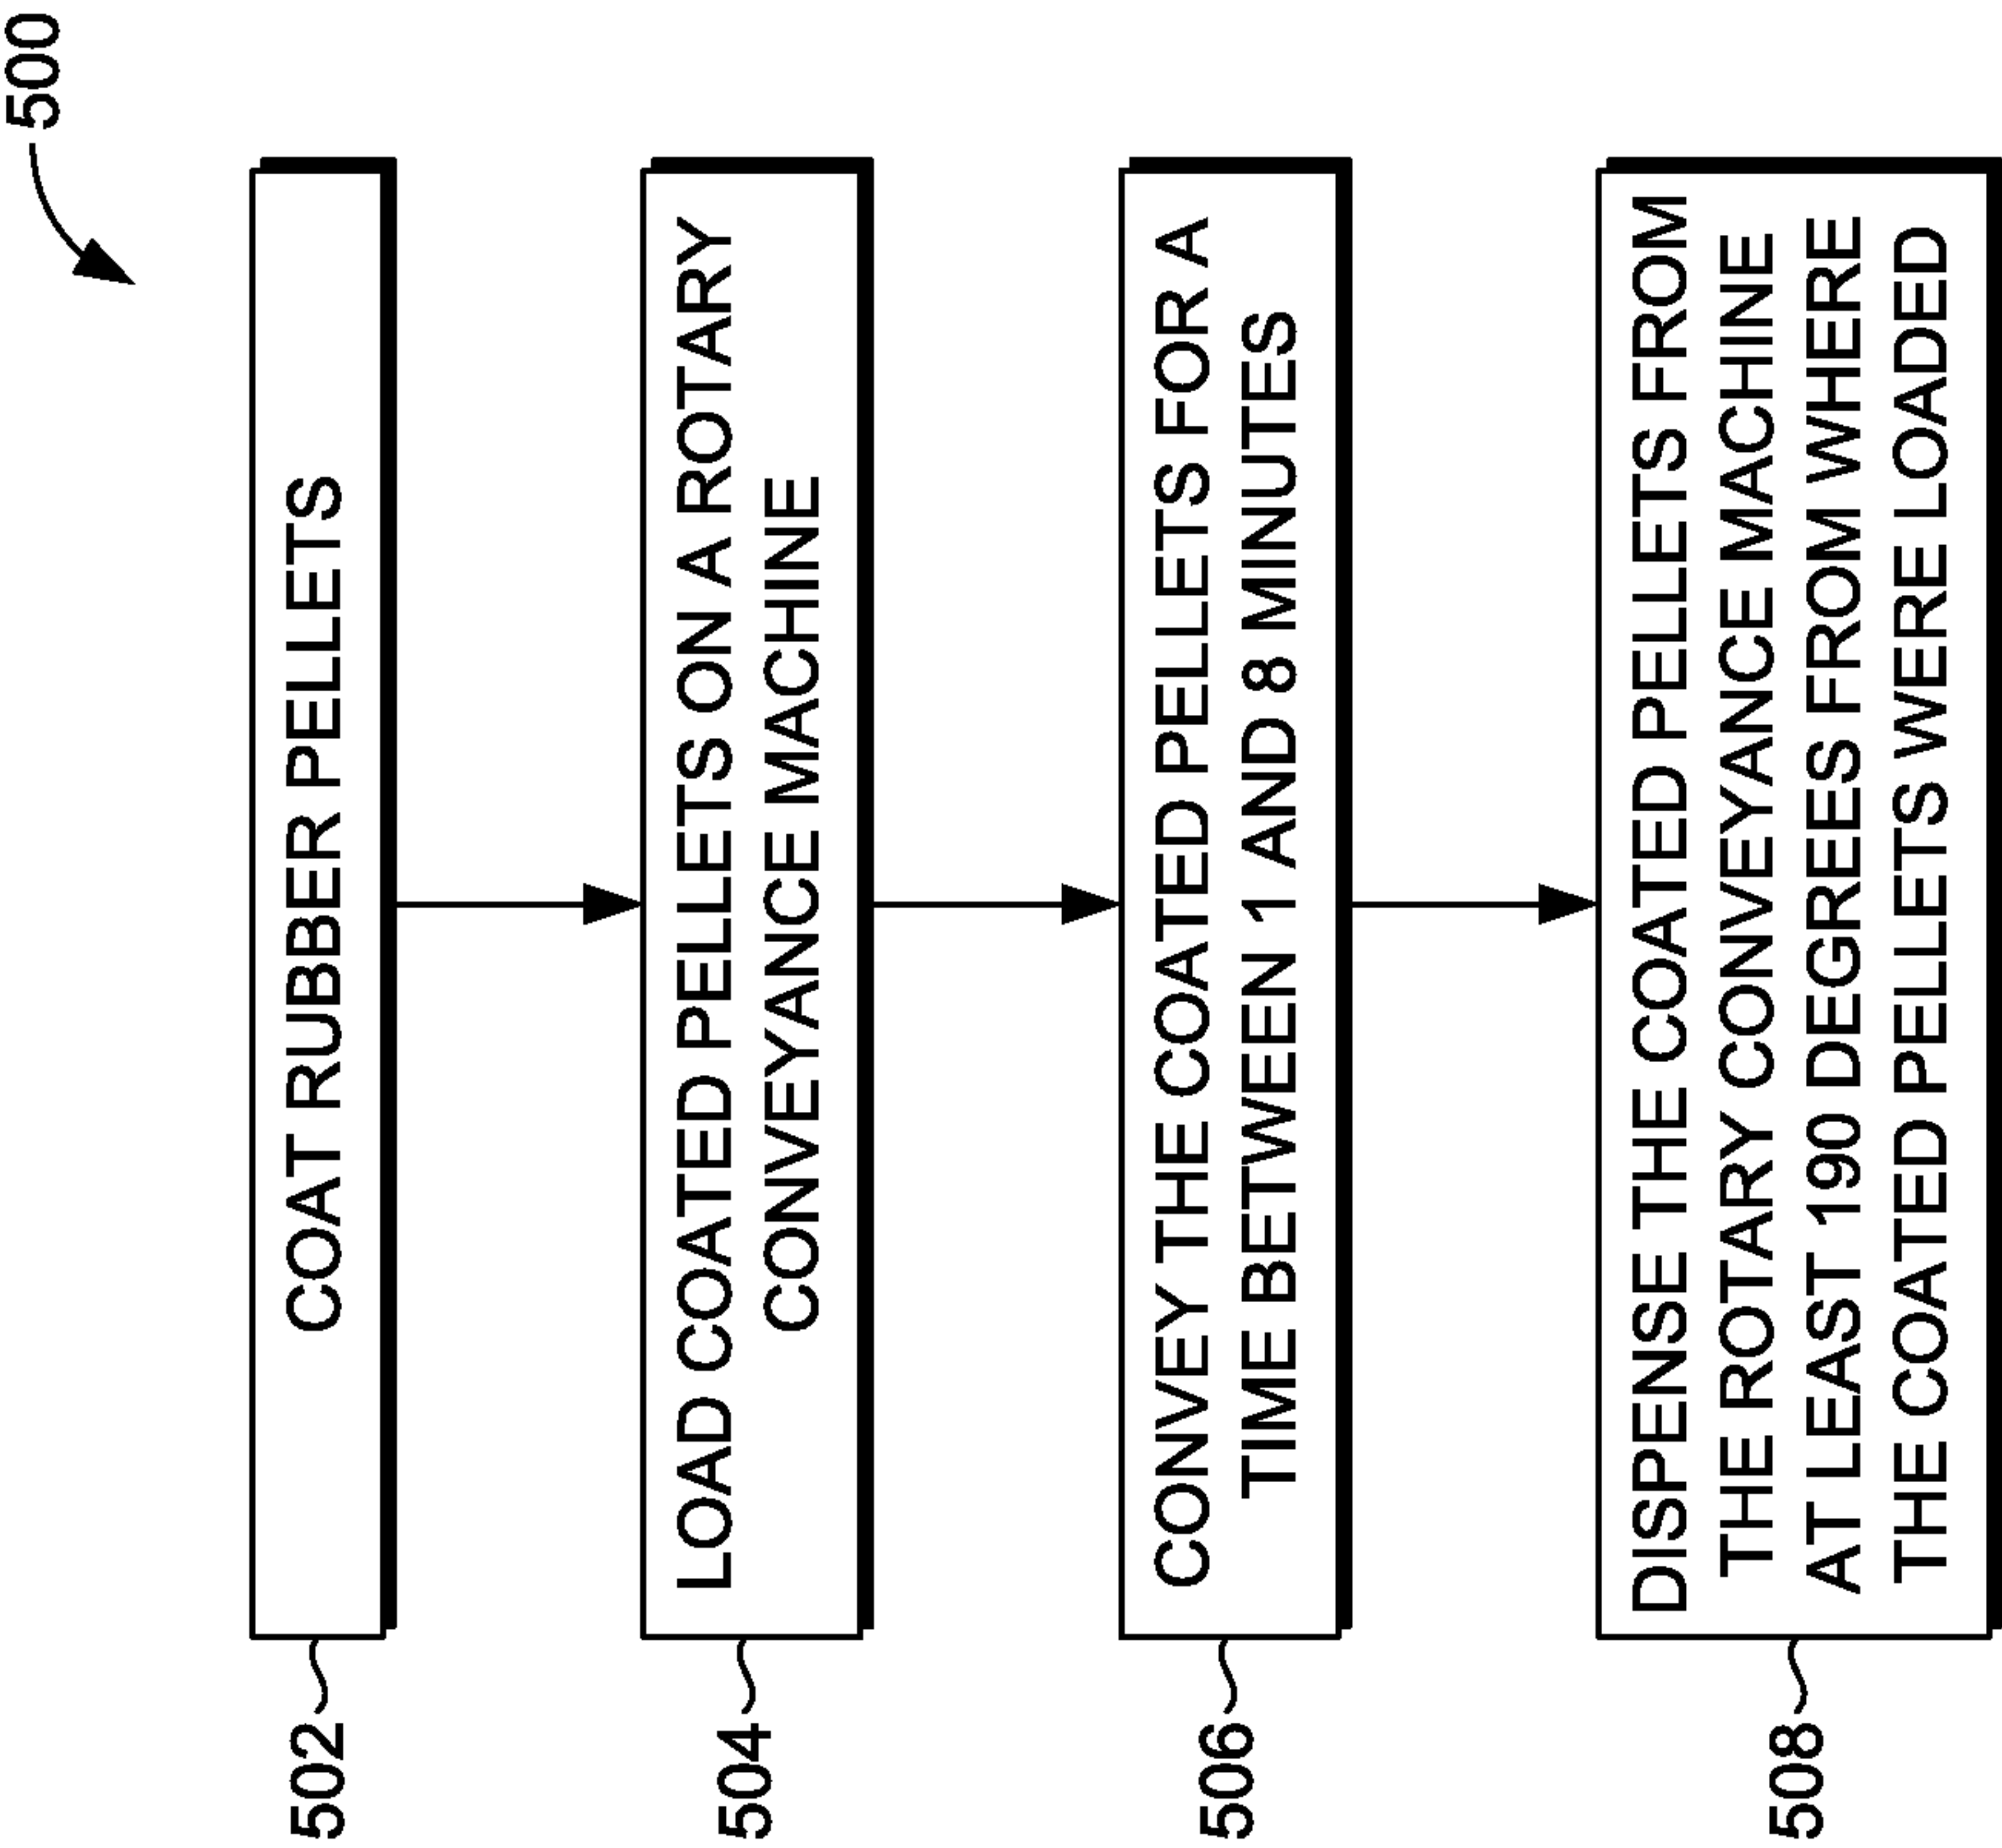 500
502
COAT RUBBER PELLETS
504
LOAD COATED PELLETS ON A ROTARY
CONVEYANCE MACHINE
506
CONVEY THE COATED PELLETS FOR A
TIME BETWEEN 1 AND 8 MINUTES
508
DISPENSE THE COATED PELLETS FROM
THE ROTARY CONVEYANCE MACHINE
AT LEAST 190 DEGREES FROM WHERE
THE COATED PELLETS WERE LOADED